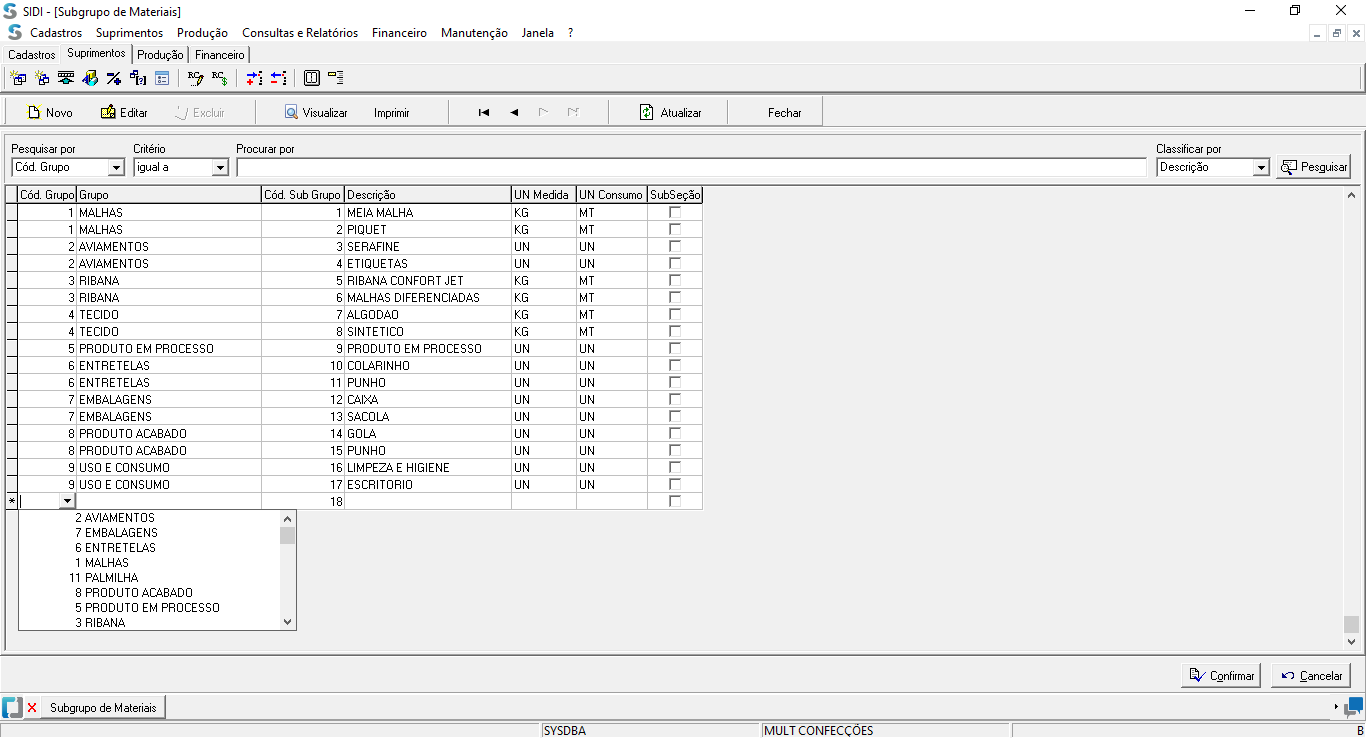 SIDI - [Subgrupo de Materiais]
Cadastros Suprimentos Produção Consultas e Relatórios Financeiro Manutenção Janela ?
Cadastros Suprimentos Produção Financeiro
Novo Editar Excluir Visualizar Imprimir Atualizar Fechar
Pesquisar por Critério Procurar por Classificar por
Cód. Grupo igual a Descrição Pesquisar
Cód. Grupo Grupo Cód. Sub Grupo Descrição UN Medida UN Consumo SubSeção
1 MALHAS 1 MEIA MALHA KG MT
1 MALHAS 2 PIQUET KG MT
2 AVIAMENTOS 3 SERAFINE UN UN
2 AVIAMENTOS 4 ETIQUETAS UN UN
3 RIBANA 5 RIBANA CONFORT JET KG MT
3 RIBANA 6 MALHAS DIFERENCIADAS KG MT
4 TECIDO 7 ALGODAO KG MT
4 TECIDO 8 SINTETICO KG MT
5 PRODUTO EM PROCESSO 9 PRODUTO EM PROCESSO UN UN
6 ENTRETELAS 10 COLARINHO UN UN
6 ENTRETELAS 11 PUNHO UN UN
7 EMBALAGENS 12 CAIXA UN UN
7 EMBALAGENS 13 SACOLA UN UN
8 PRODUTO ACABADO 14 GOLA UN UN
8 PRODUTO ACABADO 15 PUNHO UN UN
9 USO E CONSUMO 16 LIMPEZA E HIGIENE UN UN
9 USO E CONSUMO 17 ESCRITORIO UN UN
* 18
2 AVIAMENTOS
7 EMBALAGENS
6 ENTRETELAS
1 MALHAS
11 PALMILHA
8 PRODUTO ACABADO
5 PRODUTO EM PROCESSO
3 RIBANA
Confirmar Cancelar
Subgrupo de Materiais
SYSDBA MULT CONFECÇÕES B